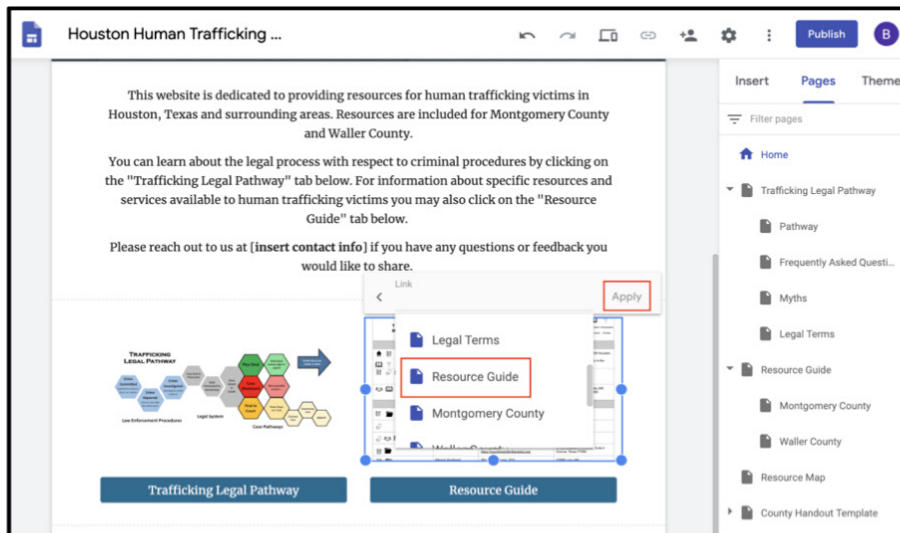 Houston Human Trafficking ...
Publish
B
Insert Pages Theme
Filter pages
Home
Trafficking Legal Pathway
Pathway
Frequently Asked Questi...
Myths
Legal Terms
Resource Guide
Montgomery County
Waller County
Resource Map
County Handout Template
This website is dedicated to providing resources for human trafficking victims in
Houston, Texas and surrounding areas. Resources are included for Montgomery County
and Waller County.
You can learn about the legal process with respect to criminal procedures by clicking on
the "Trafficking Legal Pathway" tab below. For information about specific resources and
services available to human trafficking victims you may also click on the "Resource
Guide" tab below.
Please reach out to us at [insert contact info] if you have any questions or feedback you
would like to share.
Link
Apply
Legal Terms
Resource Guide
Montgomery County
TRAFFICKING
LEGAL PATHWAY
Law Enforcement Procedures
Legal System
Case Pathways
Trafficking Legal Pathway
Resource Guide